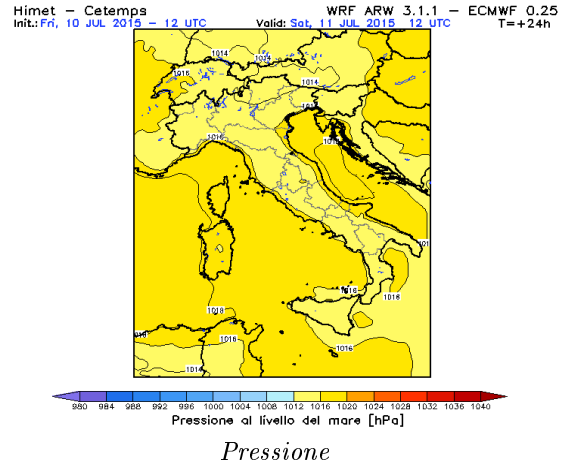 Himet – Cetemps WRF ARW 3.1.1 – ECMWF 0.25
Init.: Fri, 10 JUL 2015 – 12 UTC Valid: Sat, 11 JUL 2015 12 UTC T=+24h
1014
1014
1016
1014
1016
1016
1016
1018
1016
1016
1016
1014
980 984 988 992 996 1000 1004 1008 1012 1016 1020 1024 1028 1032 1036 1040
Pressione al livello del mare [hPa]
Pressione